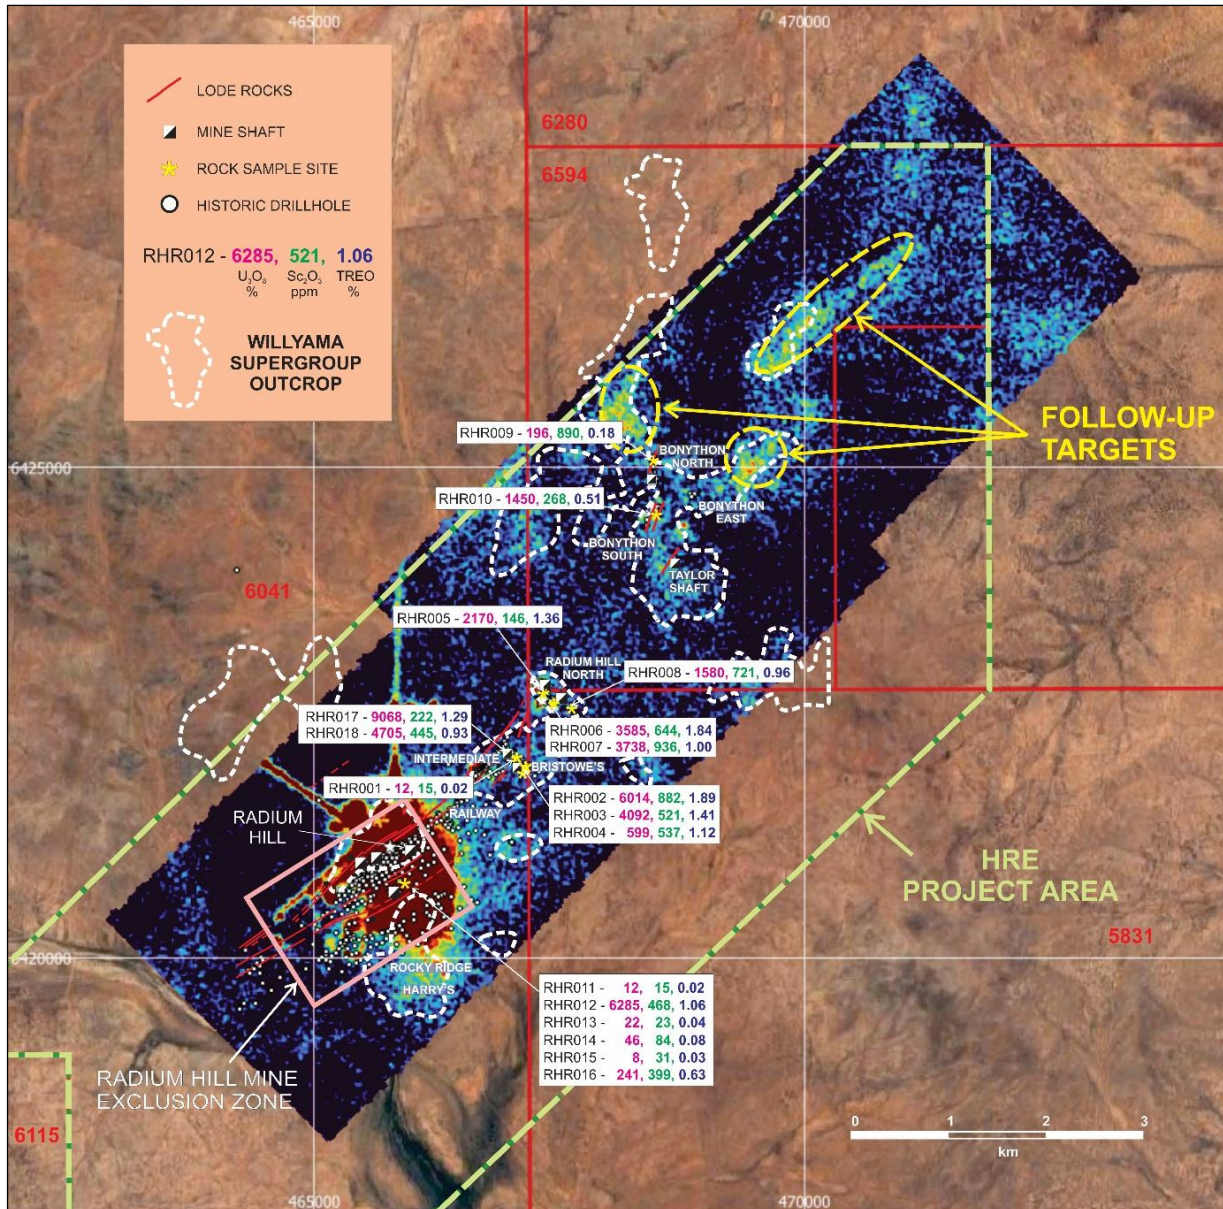 465000
470000
LODE ROCKS
MINE SHAFT
ROCK SAMPLE SITE
HISTORIC DRILLHOLE
RHR012 - 6285, 521, 1.06
U₃O₈ Sc₂O₅ TREO
% ppm %
WILLYAMA
SUPERGROUP
OUTCROP
6280
6594
FOLLOW-UP
TARGETS
RHR009 - 196, 890, 0.18
BONYTHON
NORTH
6425000
RHR010 - 1450, 268, 0.51
BONYTHON
EAST
BONYTHON
SOUTH
TAYLOR
SHAFT
6041
RHR005 - 2170, 146, 1.36
RADIUM HILL
NORTH
RHR008 - 1580, 721, 0.96
RHR017 - 9068, 222, 1.29
RHR018 - 4705, 445, 0.93
RHR006 - 3585, 644, 1.84
RHR007 - 3738, 936, 1.00
INTERMEDIATE
BRISTOWE'S
RHR001 - 12, 15, 0.02
RHR002 - 6014, 882, 1.89
RHR003 - 4092, 521, 1.41
RHR004 - 599, 537, 1.12
RAILWAY
RADIUM
HILL
HRE
PROJECT AREA
5831
6420000
ROCKY RIDGE
HARRY'S
RHR011 - 12, 15, 0.02
RHR012 - 6285, 468, 1.06
RHR013 - 22, 23, 0.04
RHR014 - 46, 84, 0.08
RHR015 - 8, 31, 0.03
RHR016 - 241, 399, 0.63
RADIUM HILL MINE
EXCLUSION ZONE
6115
0 1 2 3
km
465000
470000